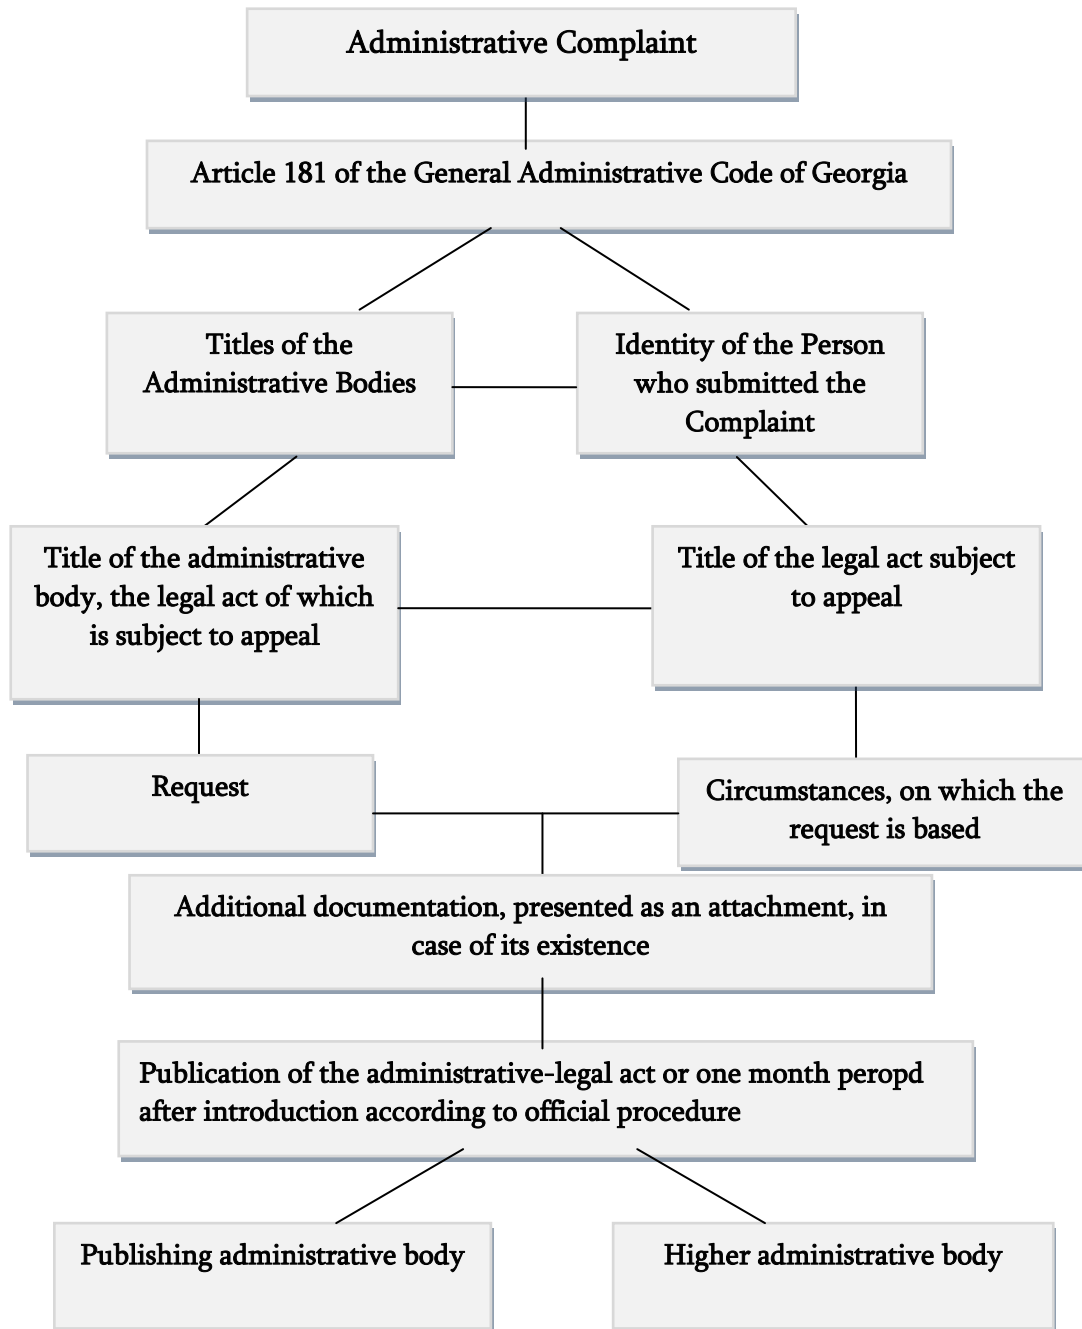 Administrative Complaint
Article 181 of the General Administrative Code of Georgia
Titles of the
Administrative Bodies
Identity of the Person
who submitted the
Complaint
Title of the administrative
body, the legal act of which
is subject to appeal
Title of the legal act subject
to appeal
Request
Circumstances, on which the
request is based
Additional documentation, presented as an attachment, in
case of its existence
Publication of the administrative-legal act or one month peropd
after introduction according to official procedure
Publishing administrative body
Higher administrative body